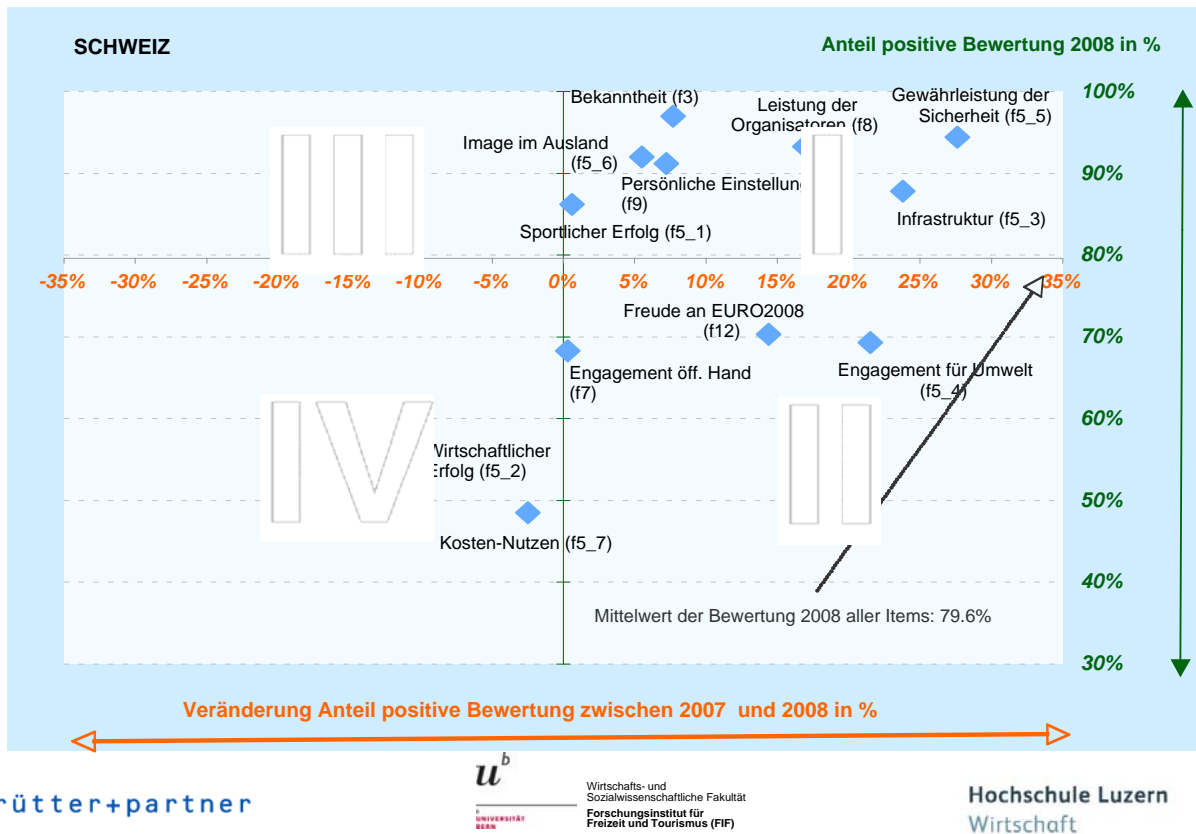 SCHWEIZ
Anteil positive Bewertung 2008 in %
100%
90%
80%
70%
60%
50%
40%
30%
Bekanntheit (f3)
Leistung der
Organisatoren (f8)
Gewährleistung der
Sicherheit (f5_5)
Image im Ausland
(f5_6)
Persönliche Einstellung
(f9)
Infrastruktur (f5_3)
Sportlicher Erfolg (f5_1)
III
I
-35% -30% -25% -20% -15% -10% -5% 0% 5% 10% 15% 20% 25% 30% 35%
Freude an EURO2008
(f12)
Engagement öff. Hand
(f7)
Engagement für Umwelt
(f5_4)
IV
II
Wirtschaftlicher
Erfolg (f5_2)
Kosten-Nutzen (f5_7)
Mittelwert der Bewertung 2008 aller Items: 79.6%
Veränderung Anteil positive Bewertung zwischen 2007 und 2008 in %
rütter+partner
u b
UNIVERSITÄT
BERN
Wirtschafts- und
Sozialwissenschaftliche Fakultät
Forschungsinstitut für
Freizeit und Tourismus (FIF)
Hochschule Luzern
Wirtschaft